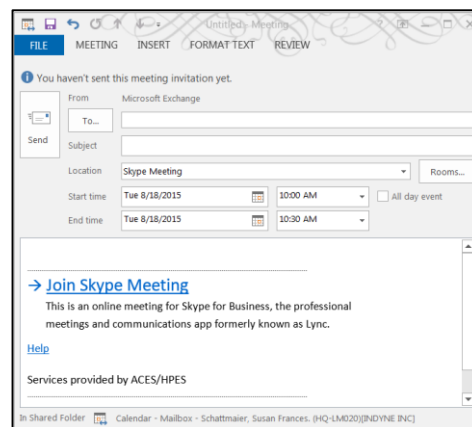 Untitled - Meeting
FILE MEETING INSERT FORMAT TEXT REVIEW
You haven't sent this meeting invitation yet.
From Microsoft Exchange
To...
Send
Subject
Location Skype Meeting Rooms...
Start time Tue 8/18/2015 10:00 AM All day event
End time Tue 8/18/2015 10:30 AM
→ Join Skype Meeting
This is an online meeting for Skype for Business, the professional
meetings and communications app formerly known as Lync.
Help
Services provided by ACES/HPES
In Shared Folder Calendar - Mailbox - Schattmaier, Susan Frances. (HQ-LM020)[INDYNE INC]